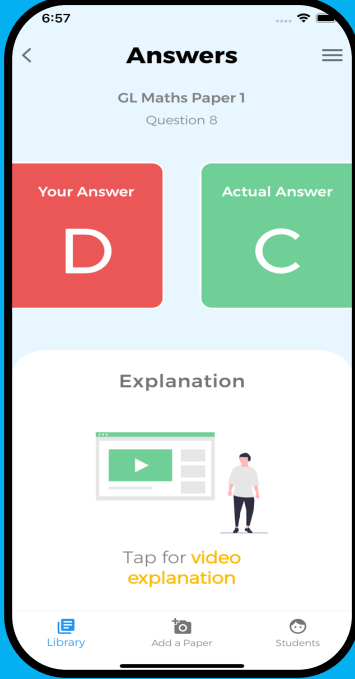 6:57
Answers
GL Maths Paper 1
Question 8
Your Answer
Actual Answer
D
C
Explanation
Tap for video
explanation
Library
Add a Paper
Students